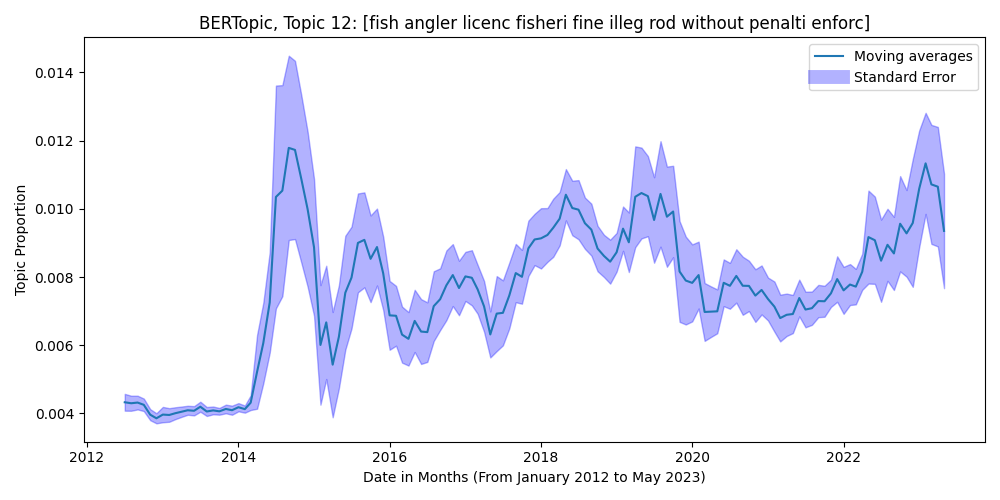 BERTopic, Topic 12: [fish angler licenc fisheri fine illeg rod without penalti enforc]
Moving averages
Standard Error
Topic Proportion
0.014
0.012
0.010
0.008
0.006
0.004
2012 2014 2016 2018 2020 2022
Date in Months (From January 2012 to May 2023)